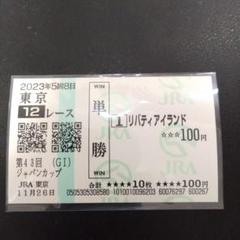 2023年5回8日
東京
12レース
第43回 (GI)
ジャパンカップ
JRA 東京
11月26日
WIN
単勝
WIN
[1]リバティアイランド
☆☆☆100円
合計 ★★★★10枚 ★★★★100円